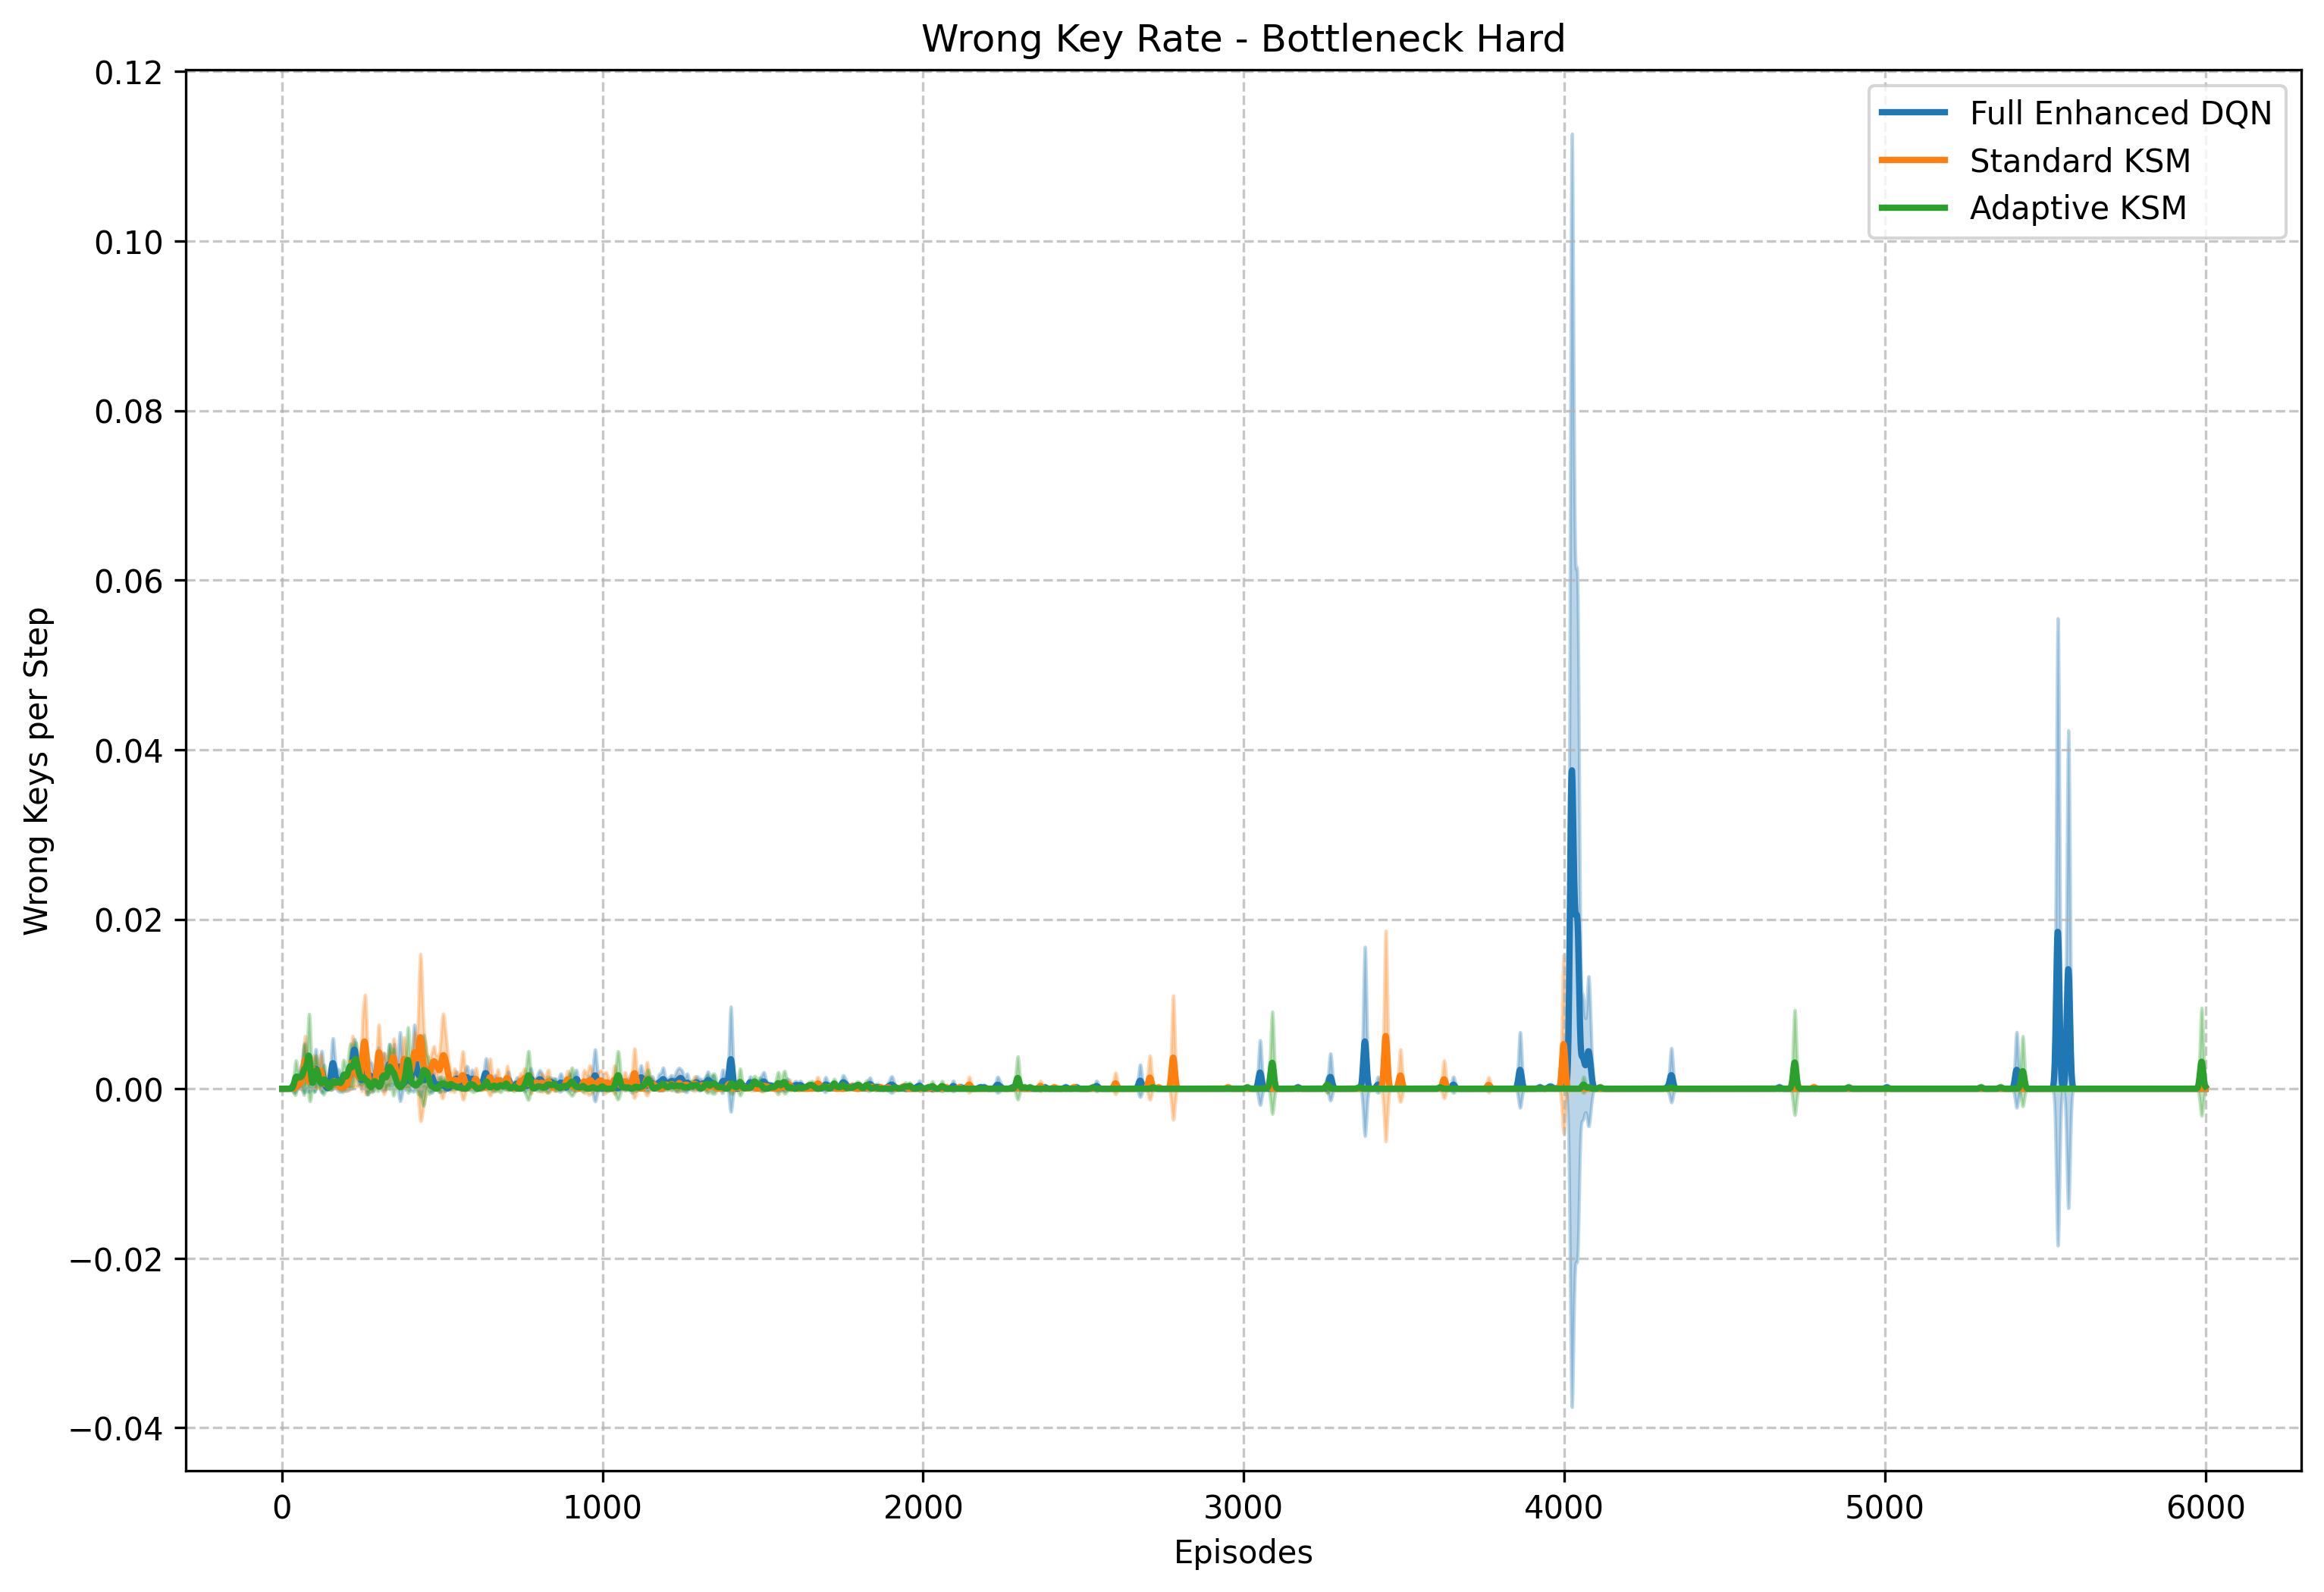 Wrong Key Rate - Bottleneck Hard
Full Enhanced DQN
Standard KSM
Adaptive KSM
Wrong Keys per Step
0.12
0.10
0.08
0.06
0.04
0.02
0.00
−0.02
−0.04
0 1000 2000 3000 4000 5000 6000
Episodes